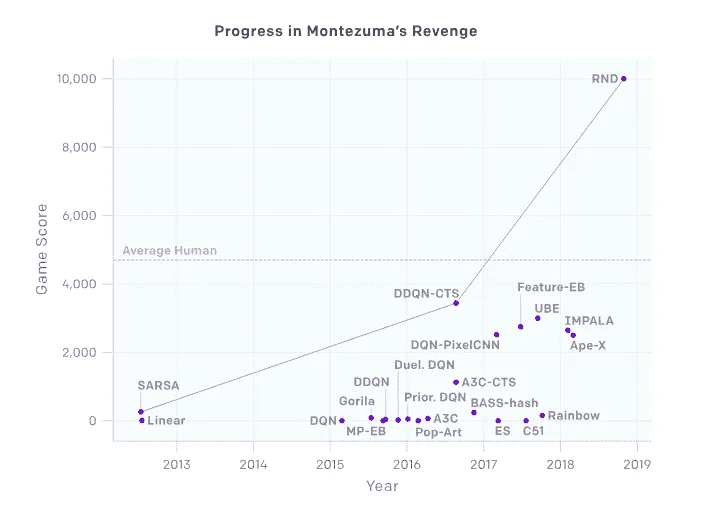 Progress in Montezuma's Revenge
10,000
RND
8,000
6,000
Average Human
4,000
DDQN-CTS
Feature-EB
UBE
IMPALA
DQN-PixelCNN
Ape-X
2,000
Duel. DQN
SARSA
DDQN
A3C-CTS
Gorila
Prior. DQN
BASS-hash
0
Linear
DQN
MP-EB
A3C
Pop-Art
ES
C51
Rainbow
2013
2014
2015
2016
2017
2018
2019
Year
Game Score